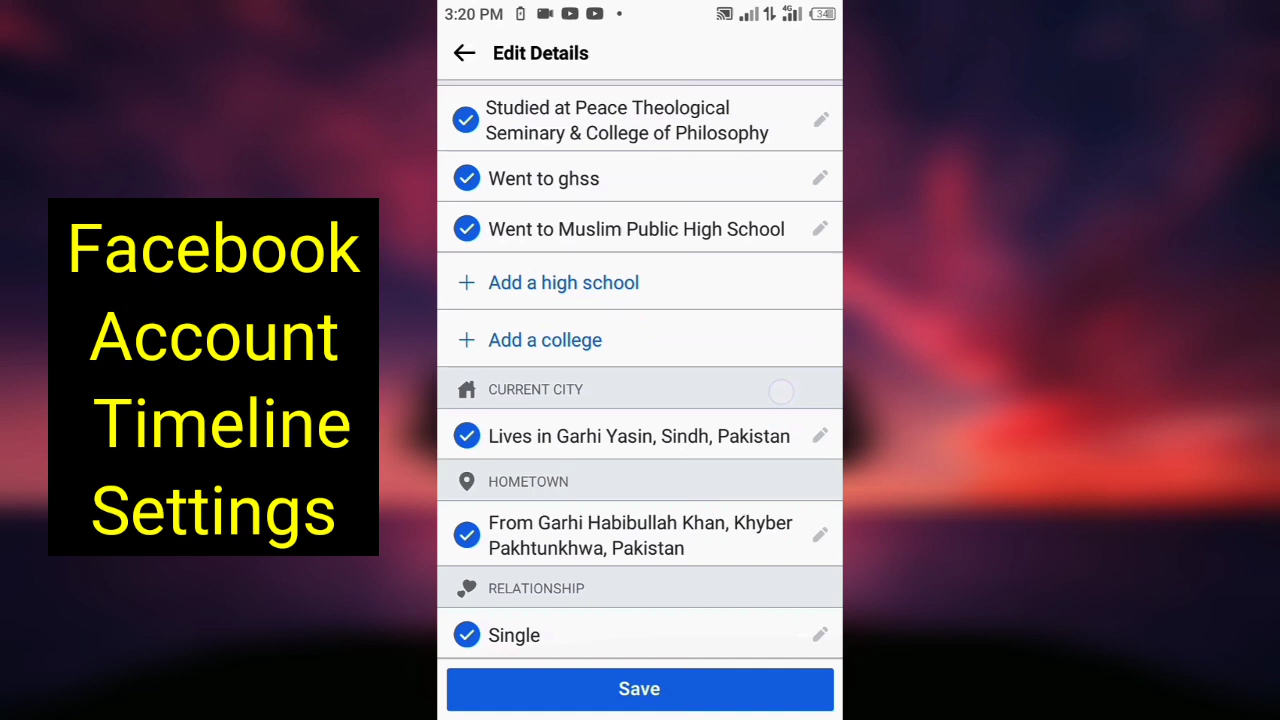 3:20 PM
4G
34
Edit Details
Studied at Peace Theological
Seminary & College of Philosophy
Went to ghss
Went to Muslim Public High School
Add a high school
Add a college
CURRENT CITY
Lives in Garhi Yasin, Sindh, Pakistan
HOMETOWN
From Garhi Habibullah Khan, Khyber
Pakhtunkhwa, Pakistan
RELATIONSHIP
Single
Save
Facebook
Account
Timeline
Settings